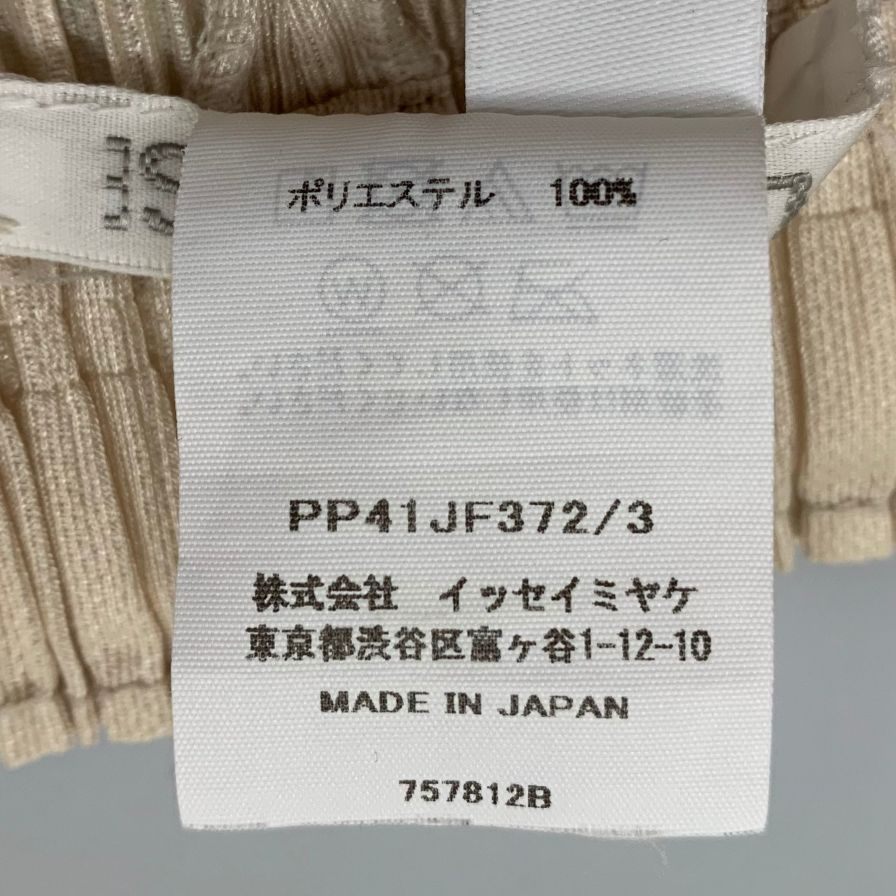 ポリエステル 100%
PP41JF372/3
株式会社 イッセイミヤケ
東京都渋谷区富ヶ谷1-12-10
MADE IN JAPAN
757812B